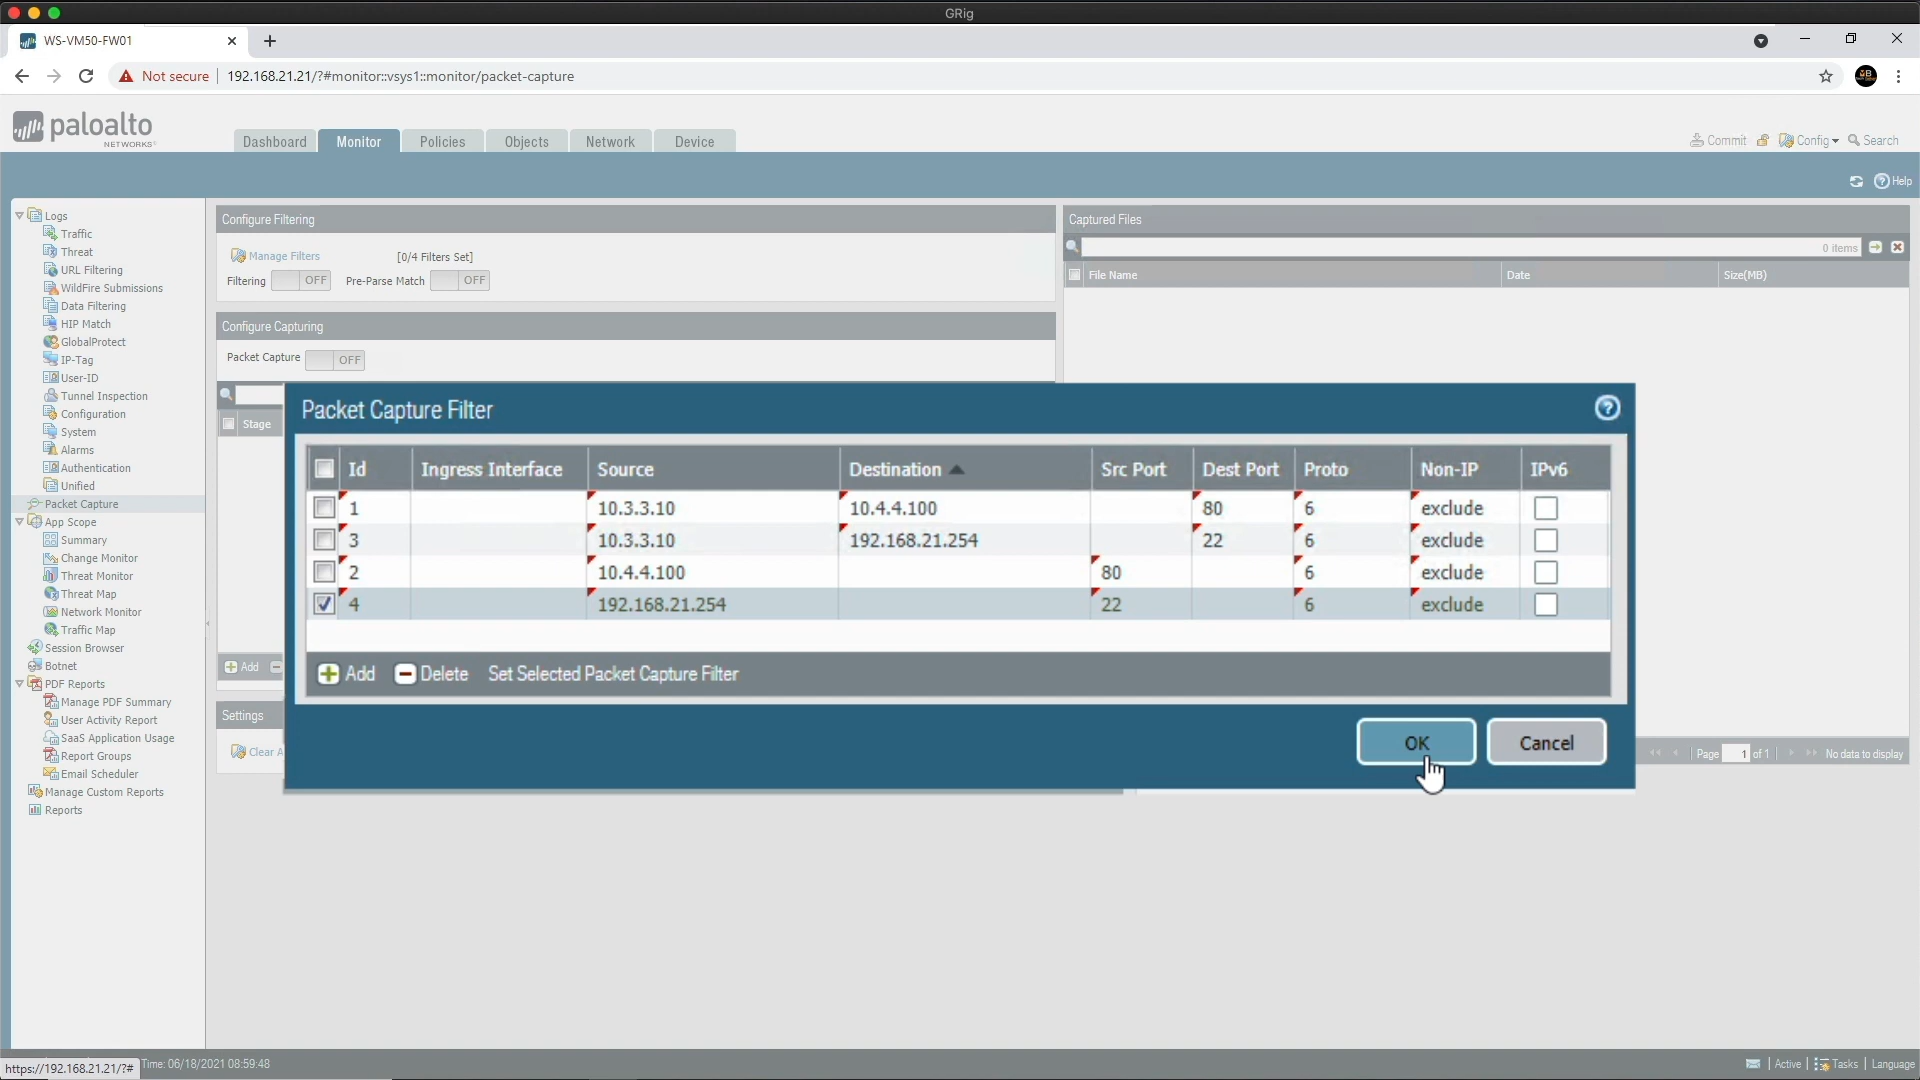 GRig
WS-VM50-FW01
Not secure 192.168.21.21/?#monitor::vsys1::monitor/packet-capture
paloalto
NETWORKS
Dashboard Monitor Policies Objects Network Device
Commit Config Search
Help
Logs
Traffic
Threat
URL Filtering
WildFire Submissions
Data Filtering
HIP Match
GlobalProtect
IP-Tag
User-ID
Tunnel Inspection
Configuration
System
Alarms
Authentication
Unified
Packet Capture
App Scope
Summary
Change Monitor
Threat Monitor
Threat Map
Network Monitor
Traffic Map
Session Browser
Botnet
PDF Reports
Manage PDF Summary
User Activity Report
SaaS Application Usage
Report Groups
Email Scheduler
Manage Custom Reports
Reports
Configure Filtering
Manage Filters [0/4 Filters Set]
Filtering OFF Pre-Parse Match OFF
Configure Capturing
Packet Capture OFF
Stage
Add
Settings
Clear A
Captured Files
0 items
File Name Date Size(MB)
Page 1 of 1 No data to display
Packet Capture Filter
Id Ingress Interface Source Destination Src Port Dest Port Proto Non-IP IPv6
1 10.3.3.10 10.4.4.100 80 6 exclude
3 10.3.3.10 192.168.21.254 22 6 exclude
2 10.4.4.100 80 6 exclude
4 192.168.21.254 22 6 exclude
Add Delete Set Selected Packet Capture Filter
OK Cancel
https://192.168.21.21/?# Time: 06/18/2021 08:59:48
Active Tasks Language